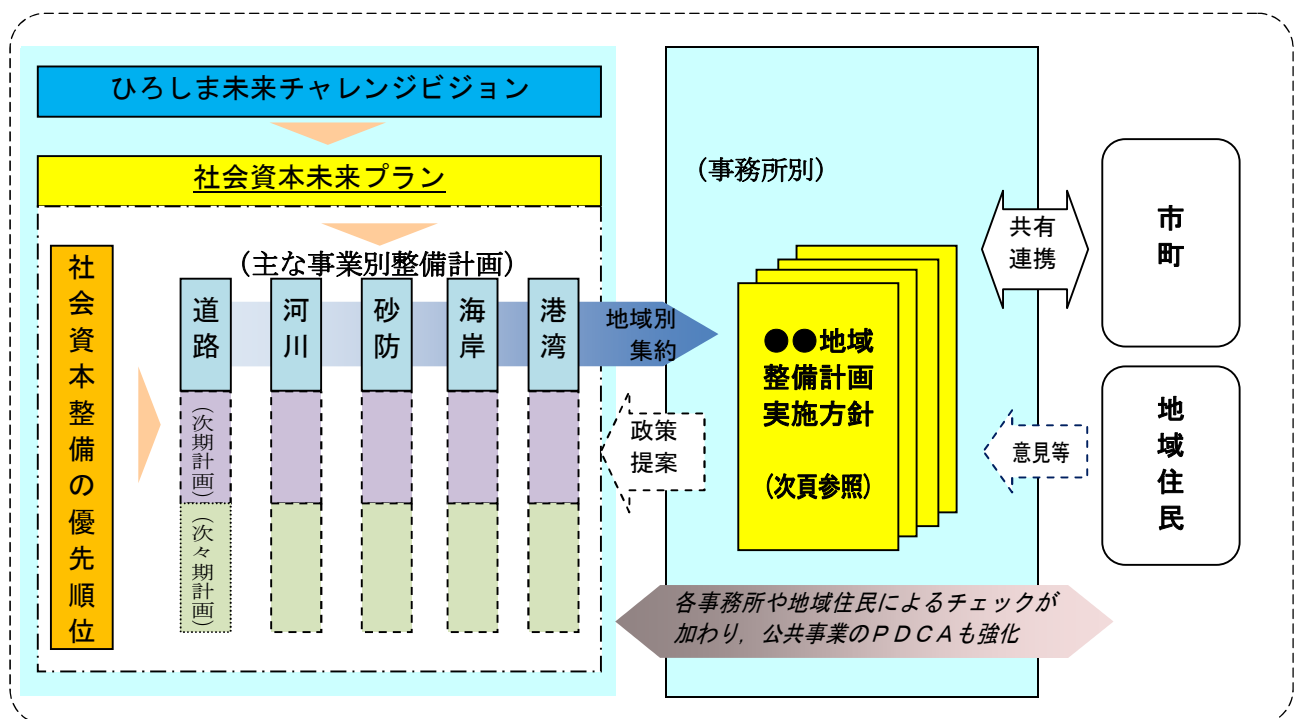 ひろしま未来チャレンジビジョン
社会資本未来プラン
社会資本整備の優先順位
（主な事業別整備計画）
道路
河川
砂防
海岸
港湾
（次期計画）
（次々期計画）
地域別
集約
政策
提案
（事務所別）
●●地域
整備計画
実施方針
（次頁参照）
共有
連携
意見等
市町
地域住民
各事務所や地域住民によるチェックが
加わり，公共事業のＰＤＣＡも強化